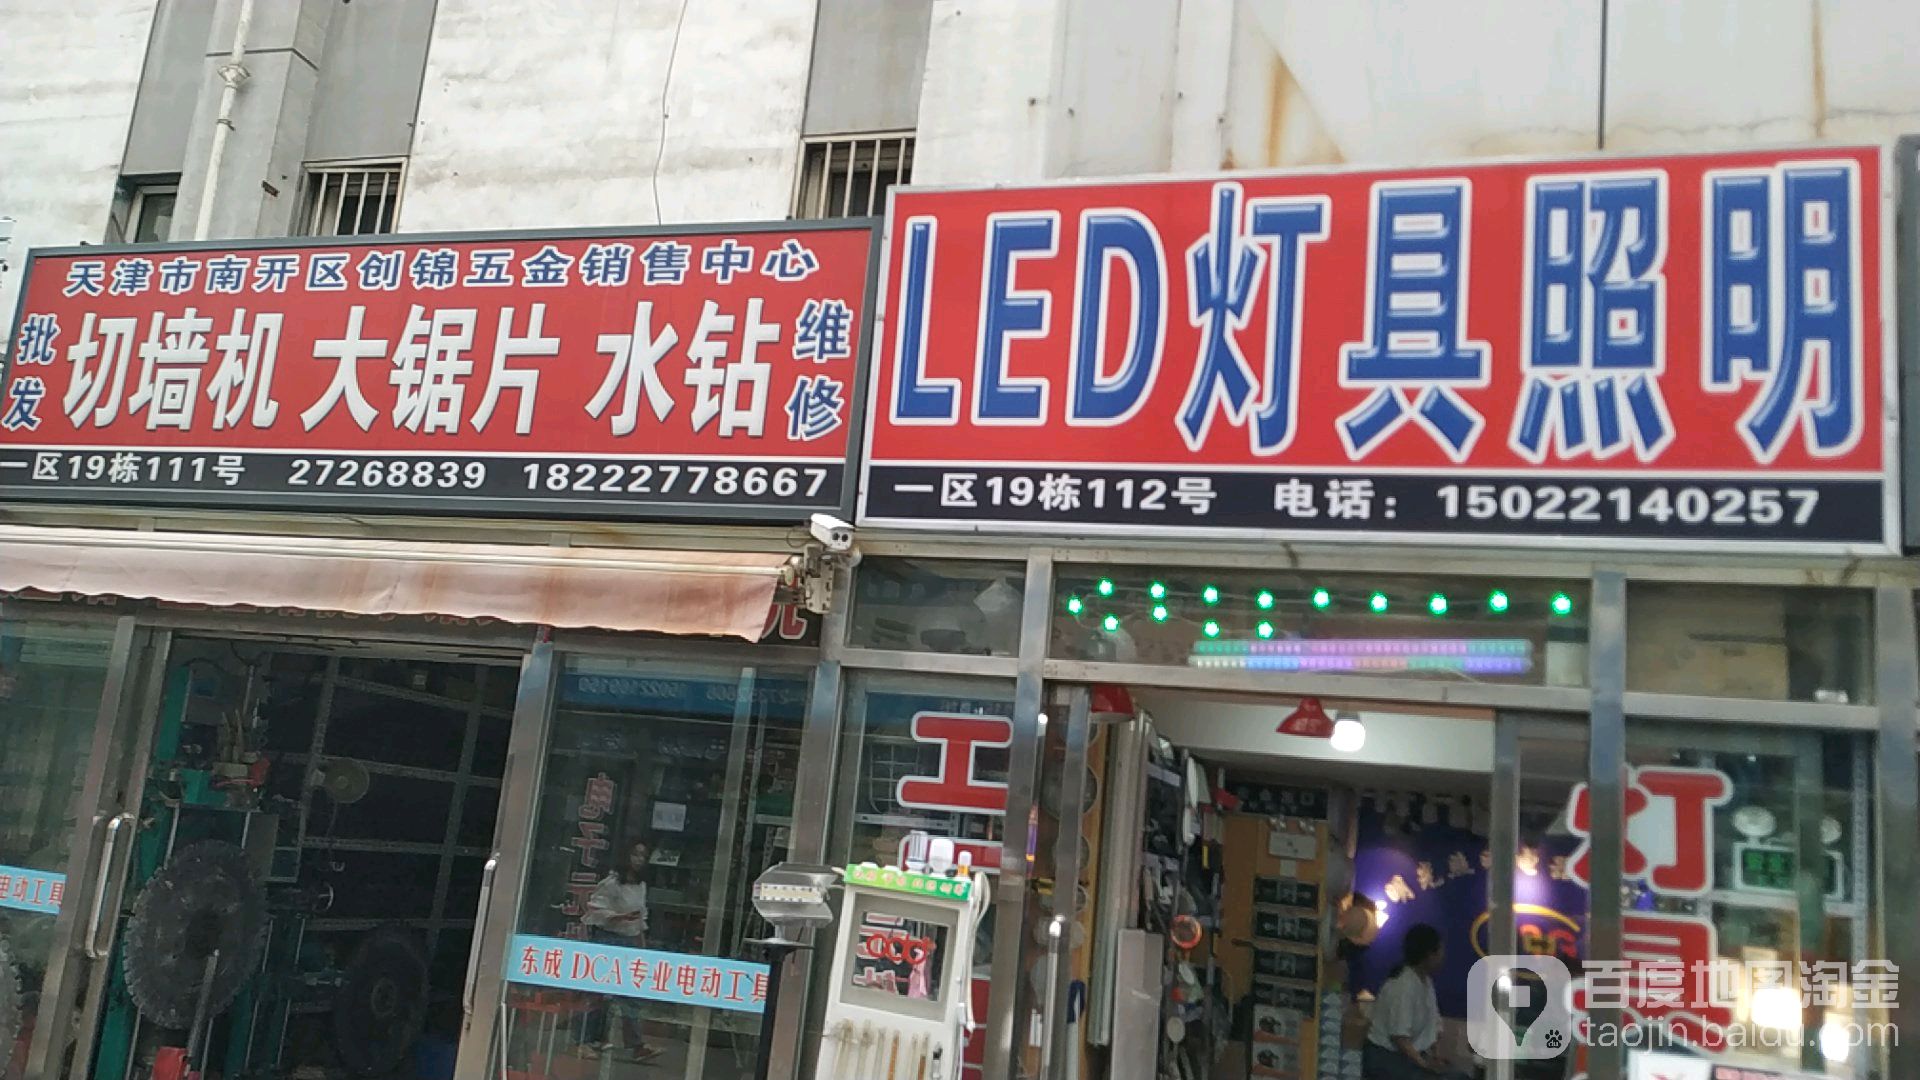 天津市南开区创锦五金销售中心
批发
切墙机 大锯片 水钻
维修
一区19栋111号 27268839 18222778667
LED灯具照明
一区19栋112号 电话：15022140257
电动工具
东成 DCA 专业电动工具
工
灯具
百度地图淘金
taojin.baidu.com